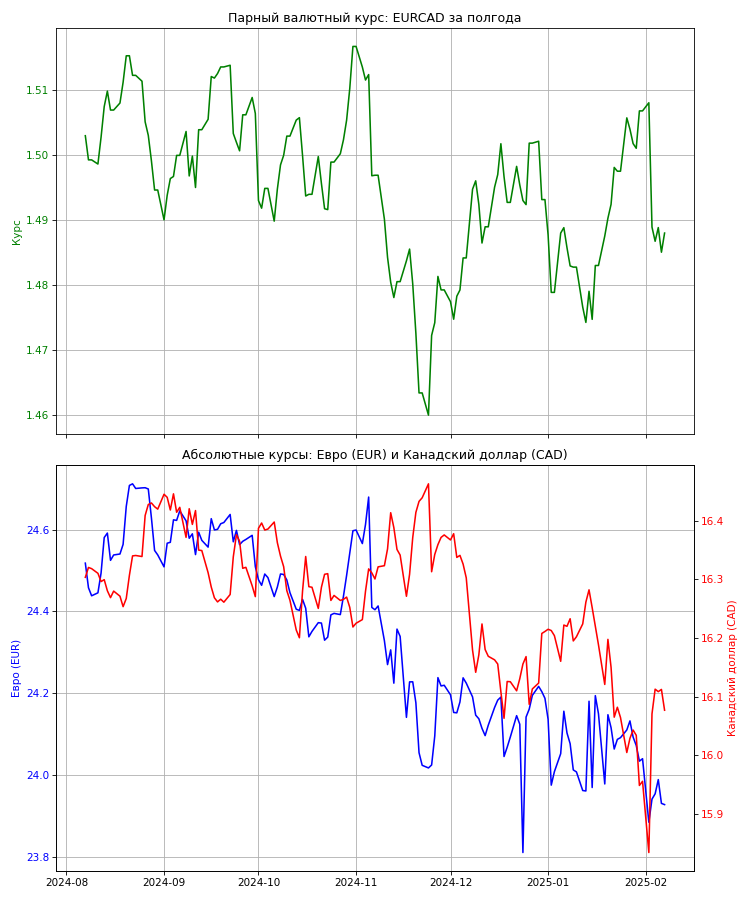 Парный валютный курс: EURCAD за полгода
1.51
1.50
1.49
1.48
1.47
1.46
Курс
Абсолютные курсы: Евро (EUR) и Канадский доллар (CAD)
24.6
24.4
24.2
24.0
23.8
Евро (EUR)
16.4
16.3
16.2
16.1
16.0
15.9
Канадский доллар (CAD)
2024-08 2024-09 2024-10 2024-11 2024-12 2025-01 2025-02